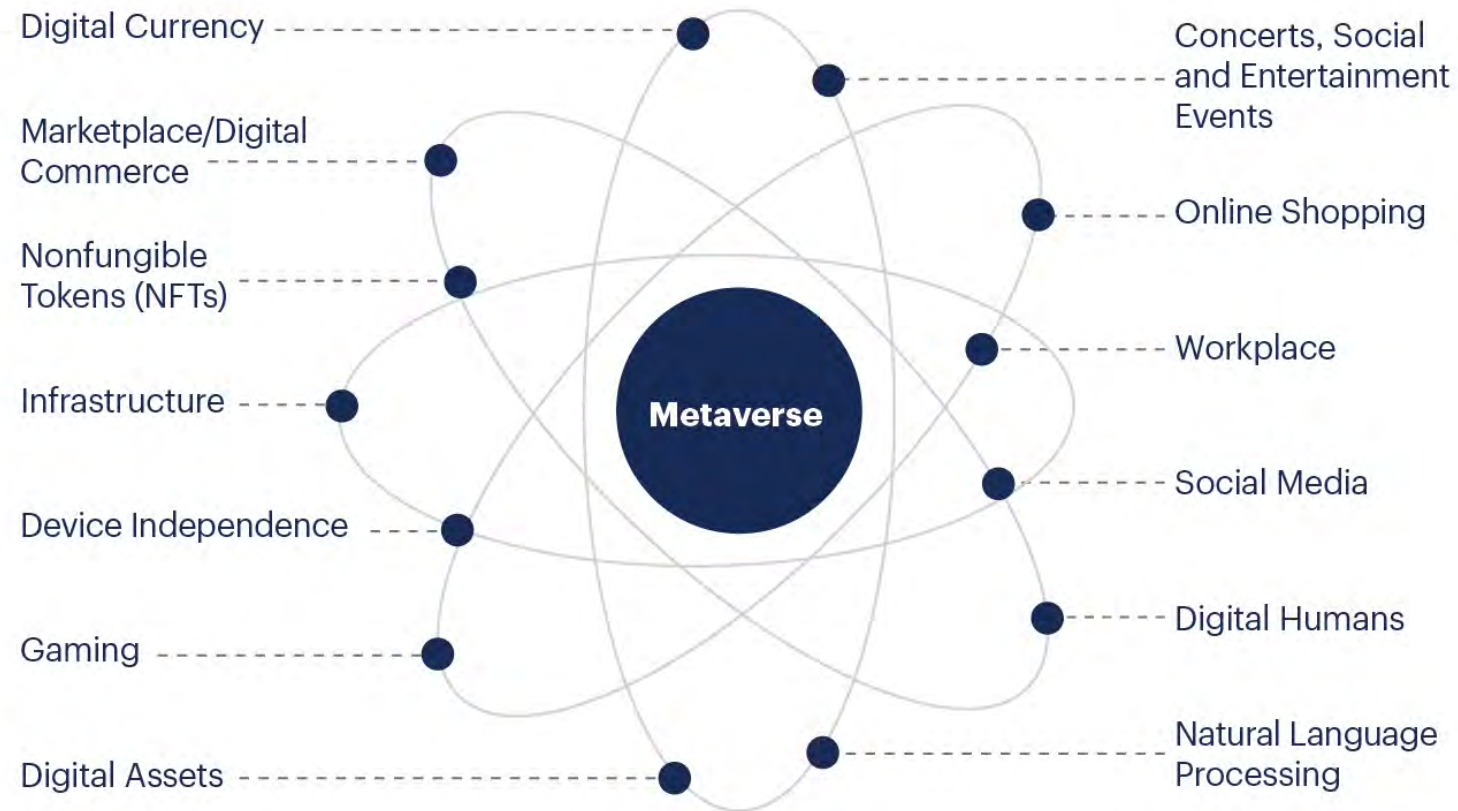 Digital Currency
Marketplace/Digital
Commerce
Nonfungible
Tokens (NFTs)
Infrastructure
Device Independence
Gaming
Digital Assets
Metaverse
Concerts, Social
and Entertainment
Events
Online Shopping
Workplace
Social Media
Digital Humans
Natural Language
Processing